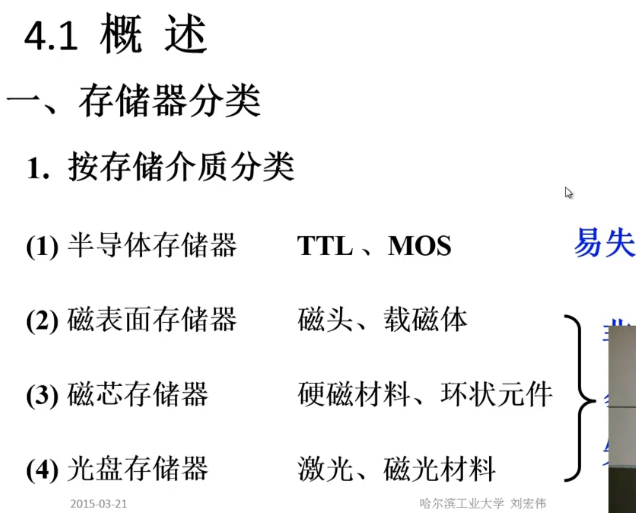 4.1 概 述
一、存储器分类
1. 按存储介质分类
(1) 半导体存储器 TTL 、MOS 易失
(2) 磁表面存储器 磁头、载磁体
(3) 磁芯存储器 硬磁材料、环状元件
(4) 光盘存储器 激光、磁光材料
2015-03-21 哈尔滨工业大学 刘宏伟